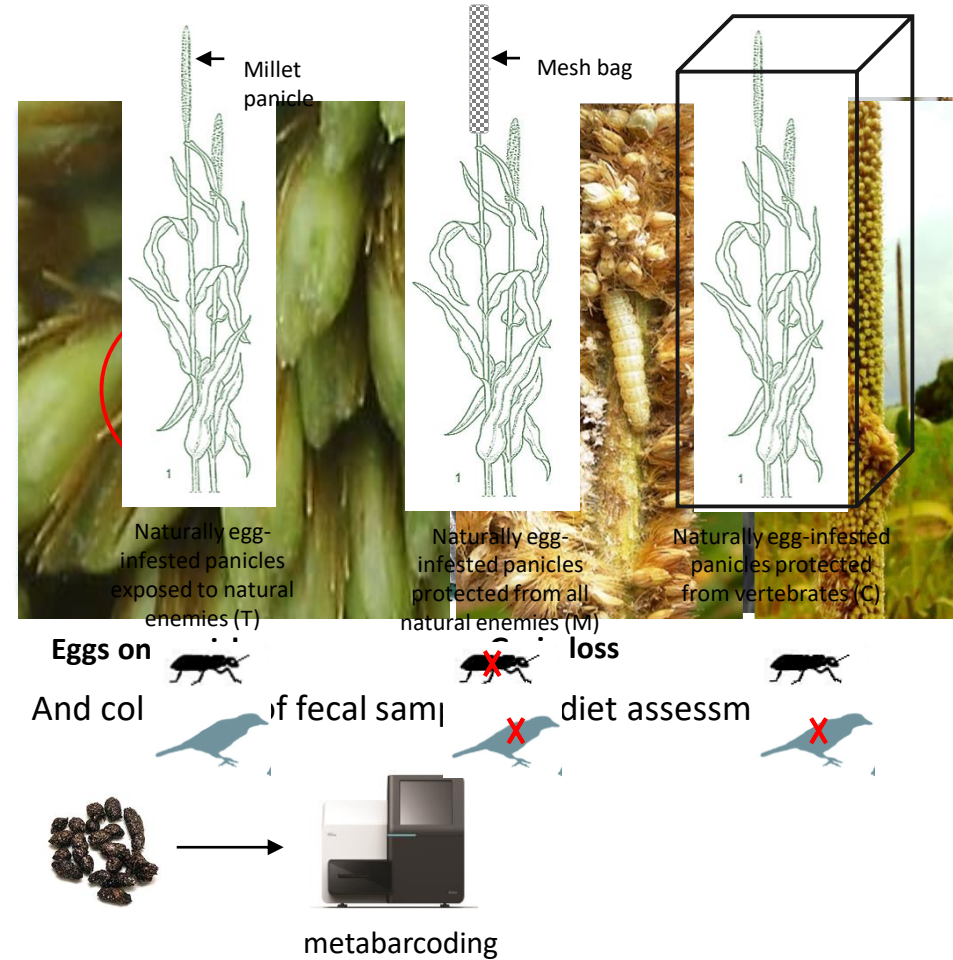 Millet
panicle
Mesh bag
1
1
1
Naturally egg-
infested panicles
exposed to natural
enemies (T)
Naturally egg-
infested panicles
protected from all
natural enemies (M)
Naturally egg-infested
panicles protected
from vertebrates (C)
Eggs on
loss
And col of fecal samp diet assessm
metabarcoding